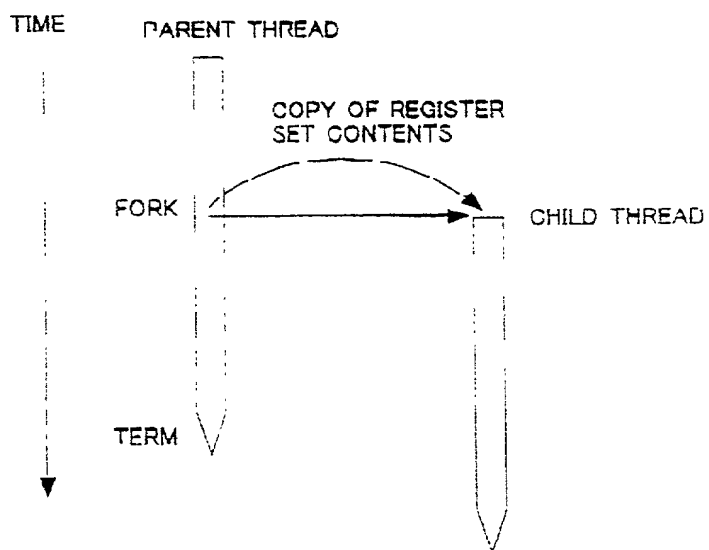 TIME
PARENT THREAD
COPY OF REGISTER
SET CONTENTS
FORK
CHILD THREAD
TERM